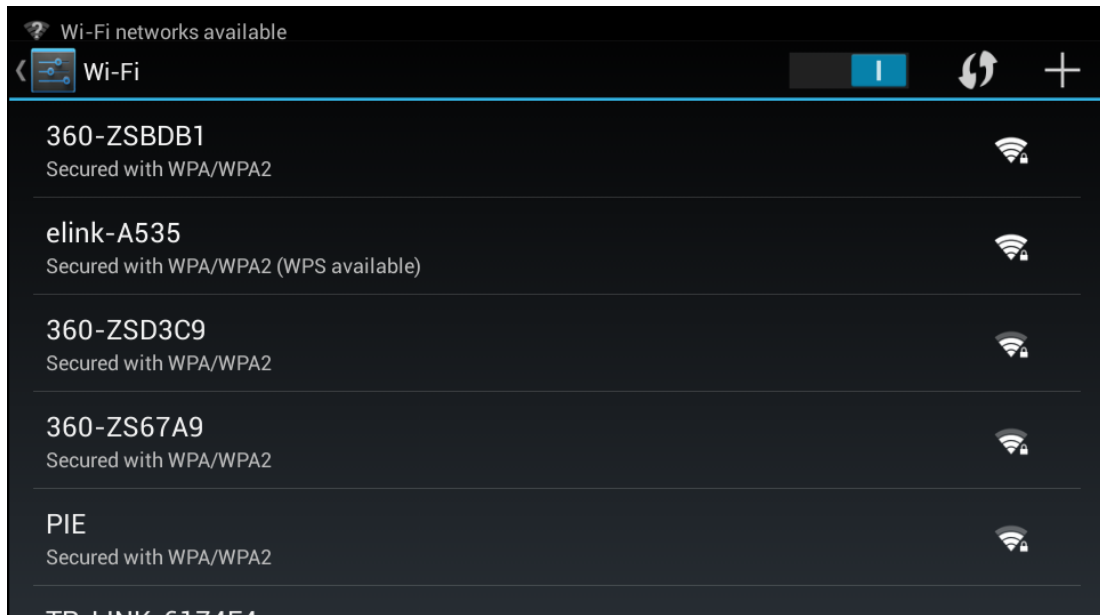 Wi-Fi networks available
Wi-Fi
360-ZSBDB1
Secured with WPA/WPA2
elink-A535
Secured with WPA/WPA2 (WPS available)
360-ZSD3C9
Secured with WPA/WPA2
360-ZS67A9
Secured with WPA/WPA2
PIE
Secured with WPA/WPA2